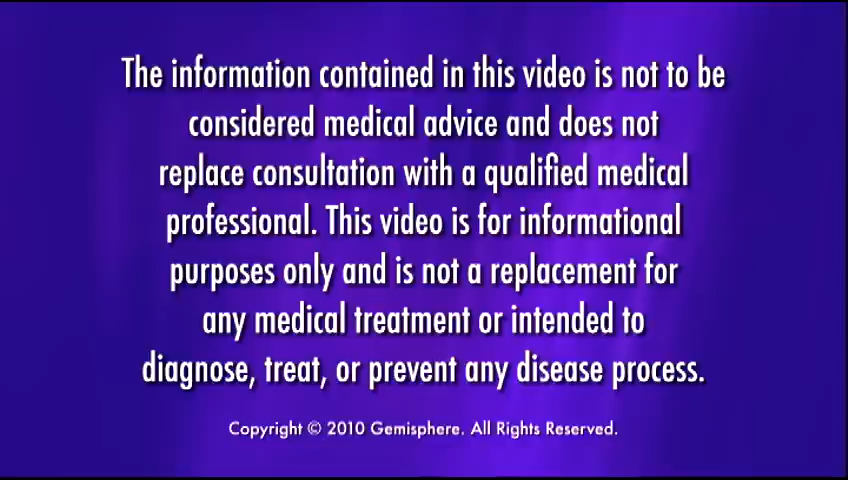 The information contained in this video is not to be
considered medical advice and does not
replace consultation with a qualified medical
professional. This video is for informational
purposes only and is not a replacement for
any medical treatment or intended to
diagnose, treat, or prevent any disease process.
Copyright © 2010 Gemisphere. All Rights Reserved.